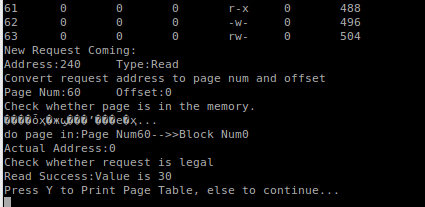 61 0 0 0 r-x 0 488
62 0 0 0 -w- 0 496
63 0 0 0 rw- 0 504
New Request Coming:
Address:240 Type:Read
Convert request address to page num and offset
Page Num:60 Offset:0
Check whether page is in the memory.
do page in:Page Num60-->>Block Num0
Actual Address:0
Check whether request is legal
Read Success:Value is 30
Press Y to Print Page Table, else to continue...